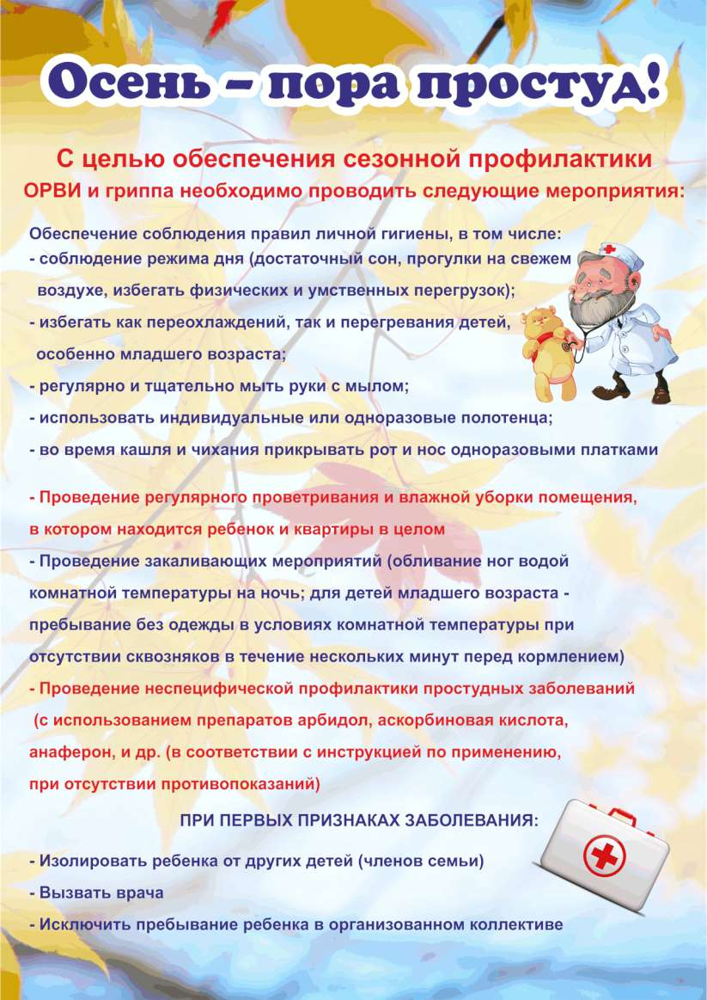 Осень – пора простуд!
С целью обеспечения сезонной профилактики
ОРВИ и гриппа необходимо проводить следующие мероприятия:
Обеспечение соблюдения правил личной гигиены, в том числе:
- соблюдение режима дня (достаточный сон, прогулки на свежем
воздухе, избегать физических и умственных перегрузок);
- избегать как переохлаждений, так и перегревания детей,
особенно младшего возраста;
- регулярно и тщательно мыть руки с мылом;
- использовать индивидуальные или одноразовые полотенца;
- во время кашля и чихания прикрывать рот и нос одноразовыми платками
- Проведение регулярного проветривания и влажной уборки помещения,
в котором находится ребенок и квартиры в целом
- Проведение закаливающих мероприятий (обливание ног водой
комнатной температуры на ночь; для детей младшего возраста -
пребывание без одежды в условиях комнатной температуры при
отсутствии сквозняков в течение нескольких минут перед кормлением)
- Проведение неспецифической профилактики простудных заболеваний
(с использованием препаратов арбидол, аскорбиновая кислота,
анаферон, и др. (в соответствии с инструкцией по применению,
при отсутствии противопоказаний)
ПРИ ПЕРВЫХ ПРИЗНАКАХ ЗАБОЛЕВАНИЯ:
- Изолировать ребенка от других детей (членов семьи)
- Вызвать врача
- Исключить пребывание ребенка в организованном коллективе